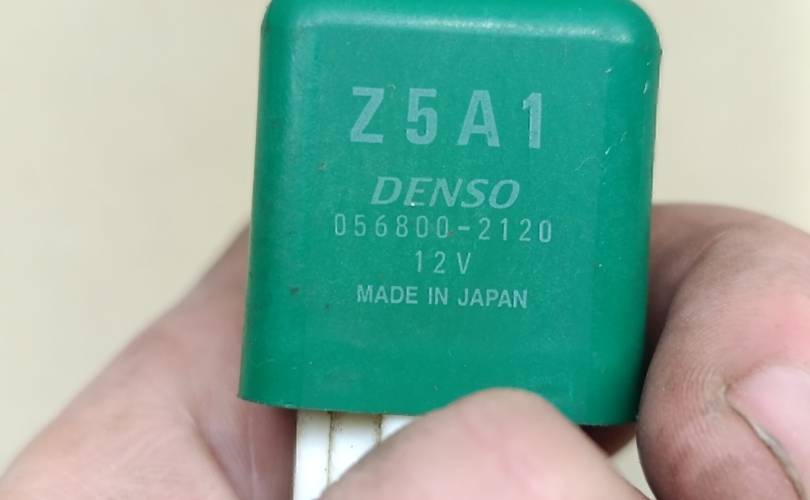 Z5A1
DENSO
056800-2120
12V
MADE IN JAPAN